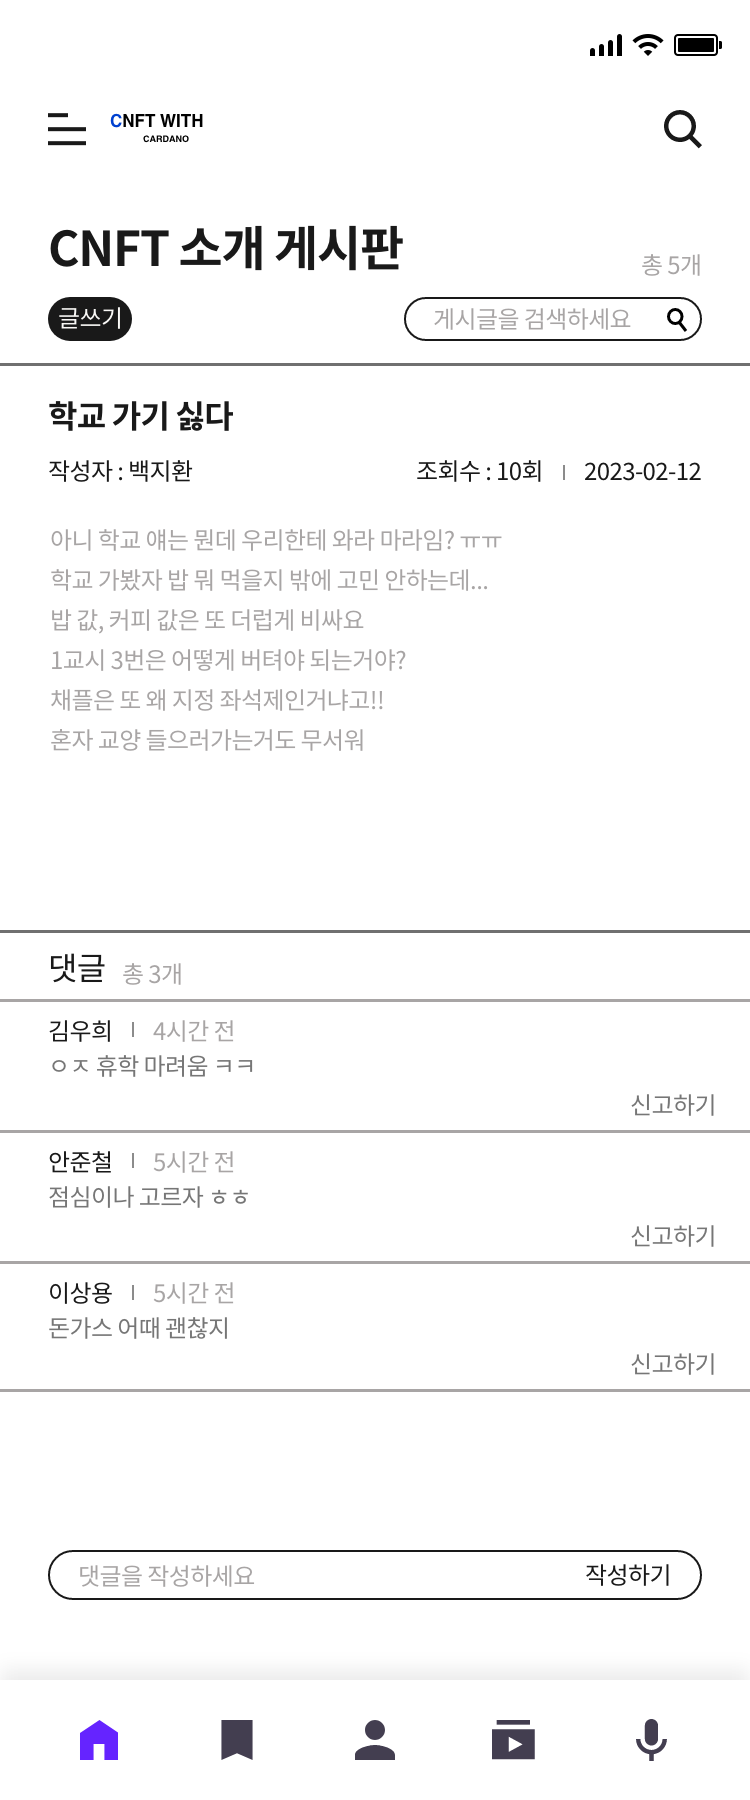 CNFT WITH
CARDANO
CNFT 소개 게시판
총 5개
글쓰기
게시글을 검색하세요
학교 가기 싫다
작성자 : 백지환
조회수 : 10회 | 2023-02-12
아니 학교 얘는 뭔데 우리한테 와라 마라임? ㅠㅠ
학교 가봤자 밥 뭐 먹을지 밖에 고민 안하는데...
밥 값, 커피 값은 또 더럽게 비싸요
1교시 3번은 어떻게 버텨야 되는거야?
채플은 또 왜 지정 좌석제인거냐고!!
혼자 교양 들으러가는거도 무서워
댓글 총 3개
김우희 | 4시간 전
ㅇㅈ 휴학 마려움 ㅋㅋ
신고하기
안준철 | 5시간 전
점심이나 고르자 ㅎㅎ
신고하기
이상용 | 5시간 전
돈가스 어때 괜찮지
신고하기
댓글을 작성하세요
작성하기